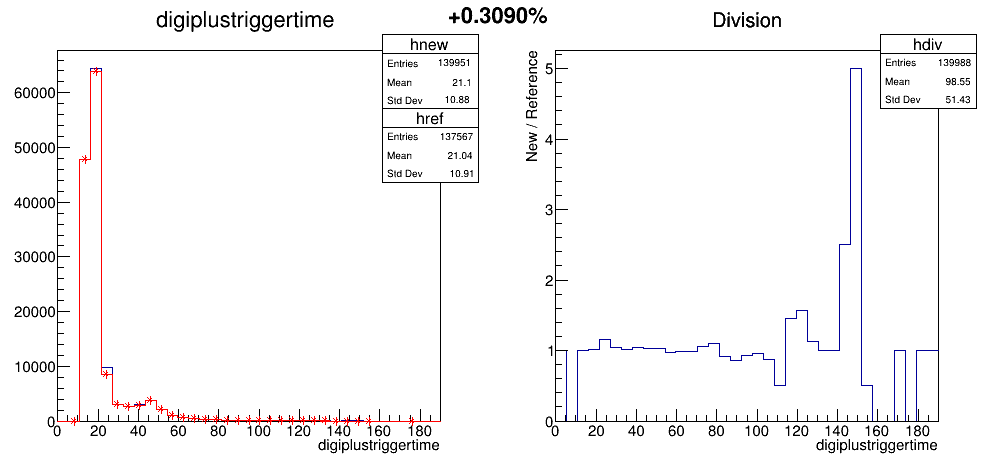 digiplustriggertime
+0.3090%
Division
hnew
Entries 139951
Mean 21.1
Std Dev 10.88
href
Entries 137567
Mean 21.04
Std Dev 10.91
60000
50000
40000
30000
20000
10000
0
0 20 40 60 80 100 120 140 160 180
digiplustriggertime
hdiv
Entries 139988
Mean 98.55
Std Dev 51.43
New / Reference
5
4
3
2
1
0
0 20 40 60 80 100 120 140 160 180
digiplustriggertime